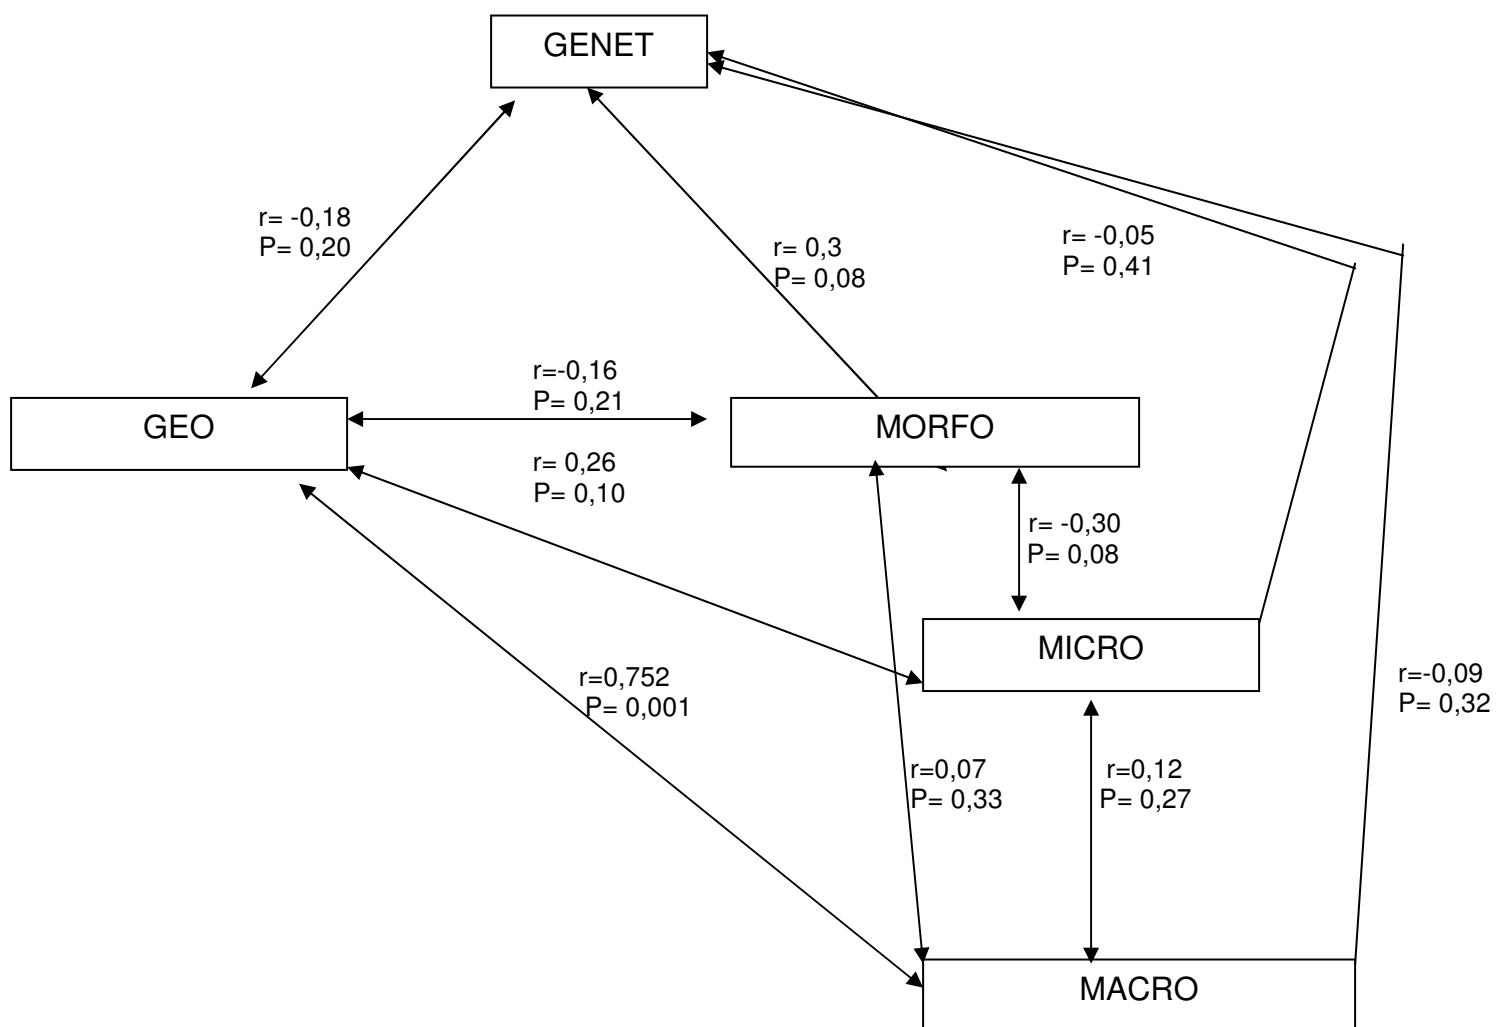 GENET
r= -0,18
P= 0,20
r= 0,3
P= 0,08
r= -0,05
P= 0,41
r=-0,16
P= 0,21
GEO
MORFO
r= 0,26
P= 0,10
r= -0,30
P= 0,08
MICRO
r=0,752
P= 0,001
r=-0,09
P= 0,32
r=0,07
P= 0,33
r=0,12
P= 0,27
MACRO